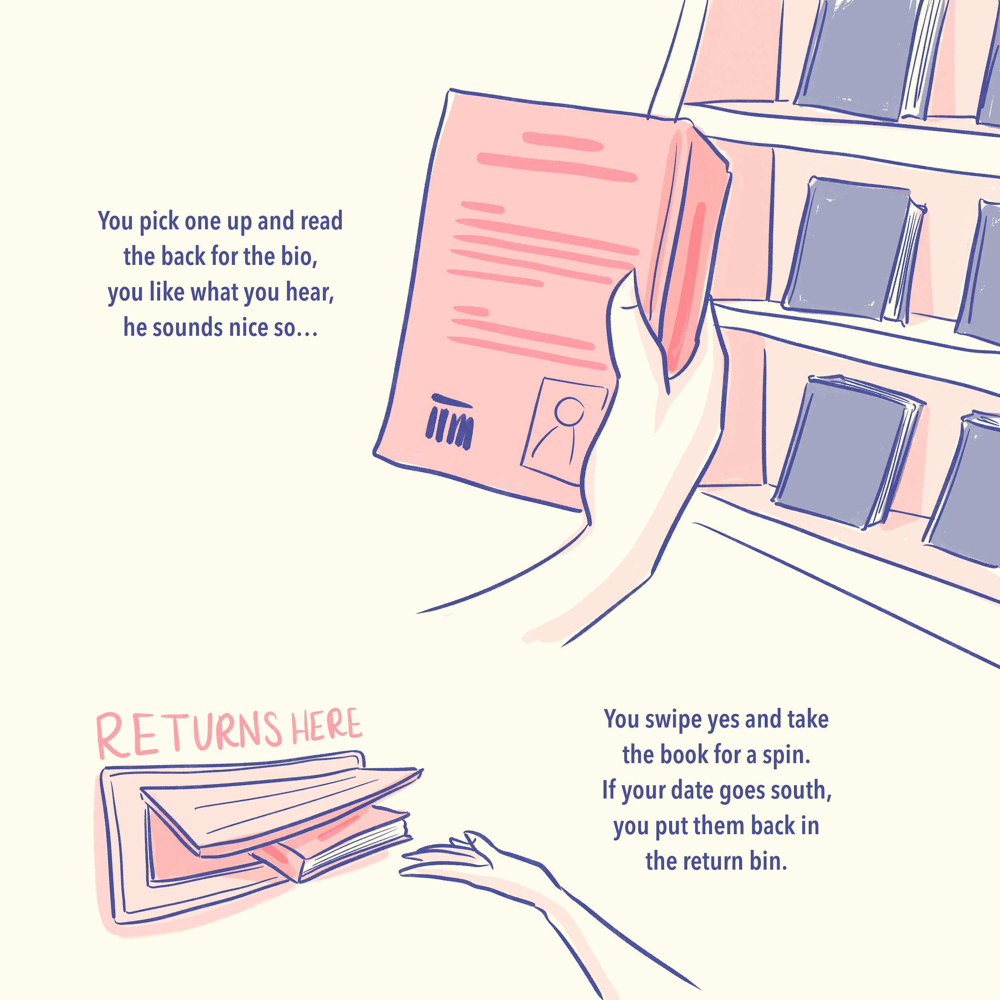 You pick one up and read
the back for the bio,
you like what you hear,
he sounds nice so...
RETURNS HERE
You swipe yes and take
the book for a spin.
If your date goes south,
you put them back in
the return bin.